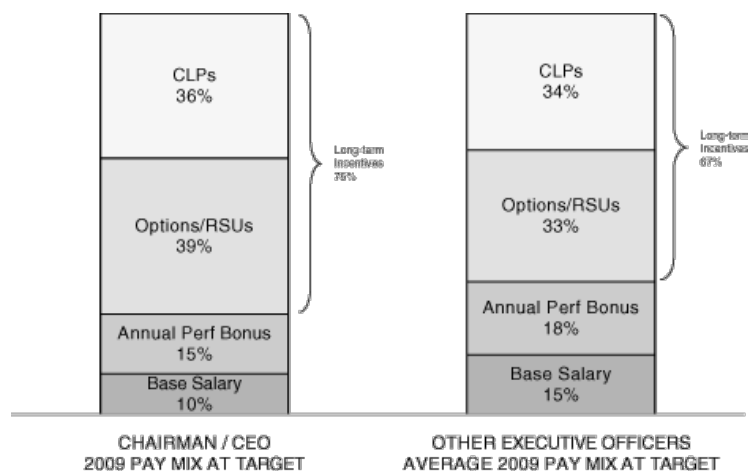 CLPs
36%
Long-term
Incentives
75%
Options/RSUs
39%
Annual Perf Bonus
15%
Base Salary
10%
CHAIRMAN / CEO
2009 PAY MIX AT TARGET
CLPs
34%
Long-term
Incentives
67%
Options/RSUs
33%
Annual Perf Bonus
18%
Base Salary
15%
OTHER EXECUTIVE OFFICERS
AVERAGE 2009 PAY MIX AT TARGET